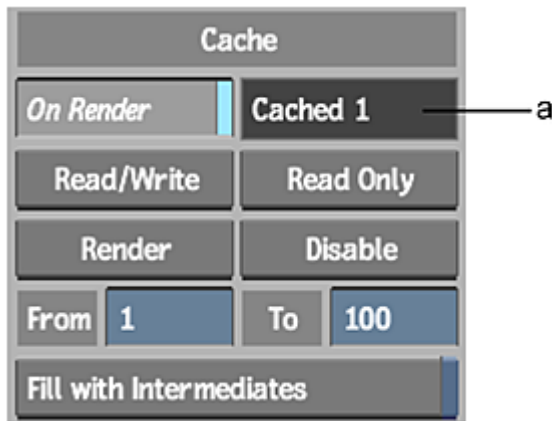 Cache
On Render Cached 1 a
Read/Write Read Only
Render Disable
From 1 To 100
Fill with Intermediates